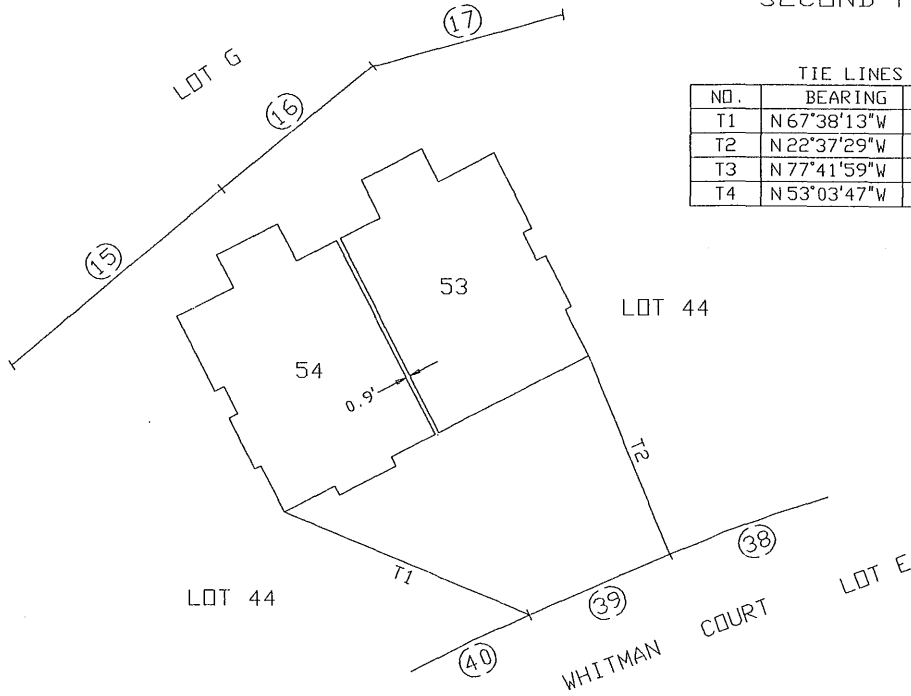 SECOND
TIE LINES
NO. BEARING
T1 N 67°38'13"W
T2 N 22°37'29"W
T3 N 77°41'59"W
T4 N 53°03'47"W
17
LOT G
16
15
53
LOT 44
54
0.9'
T2
T1
38
LOT 44
39
LOT E
WHITMAN COURT
40